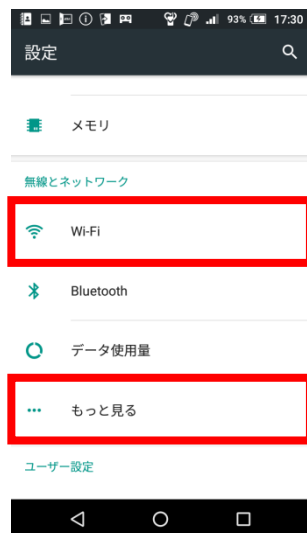 93% 17:30
設定
メモリ
無線とネットワーク
Wi-Fi
Bluetooth
データ使用量
もっと見る
ユーザー設定